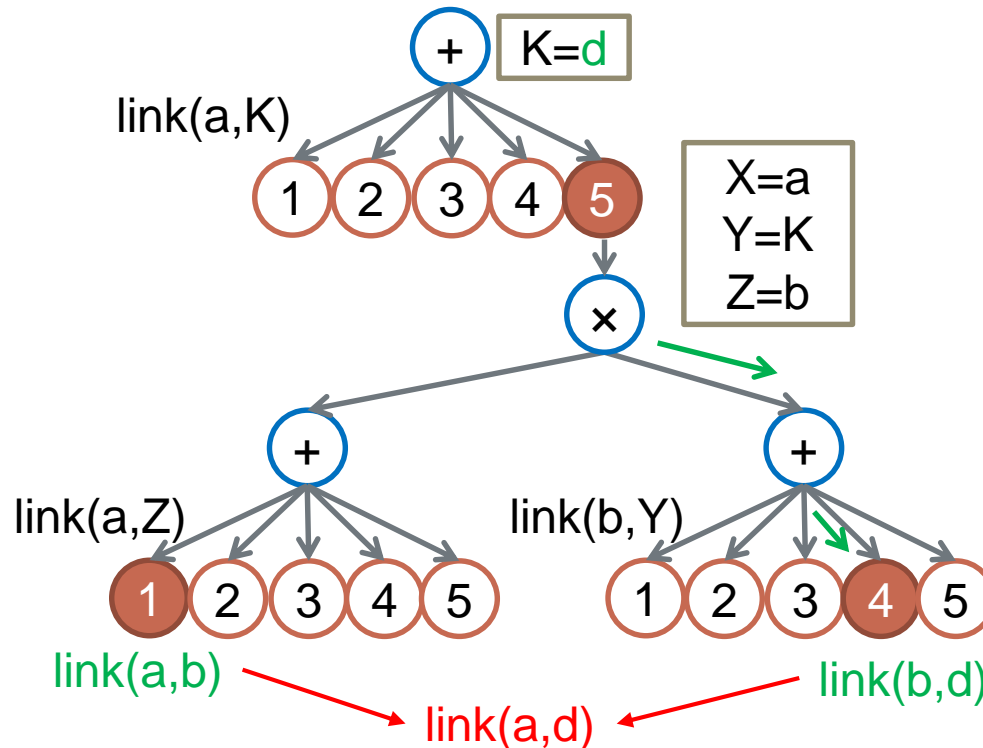 +
K=d
link(a,K)
1 2 3 4 5
X=a
Y=K
Z=b
×
+ +
link(a,Z) link(b,Y)
1 2 3 4 5 1 2 3 4 5
link(a,b) link(b,d)
link(a,d)